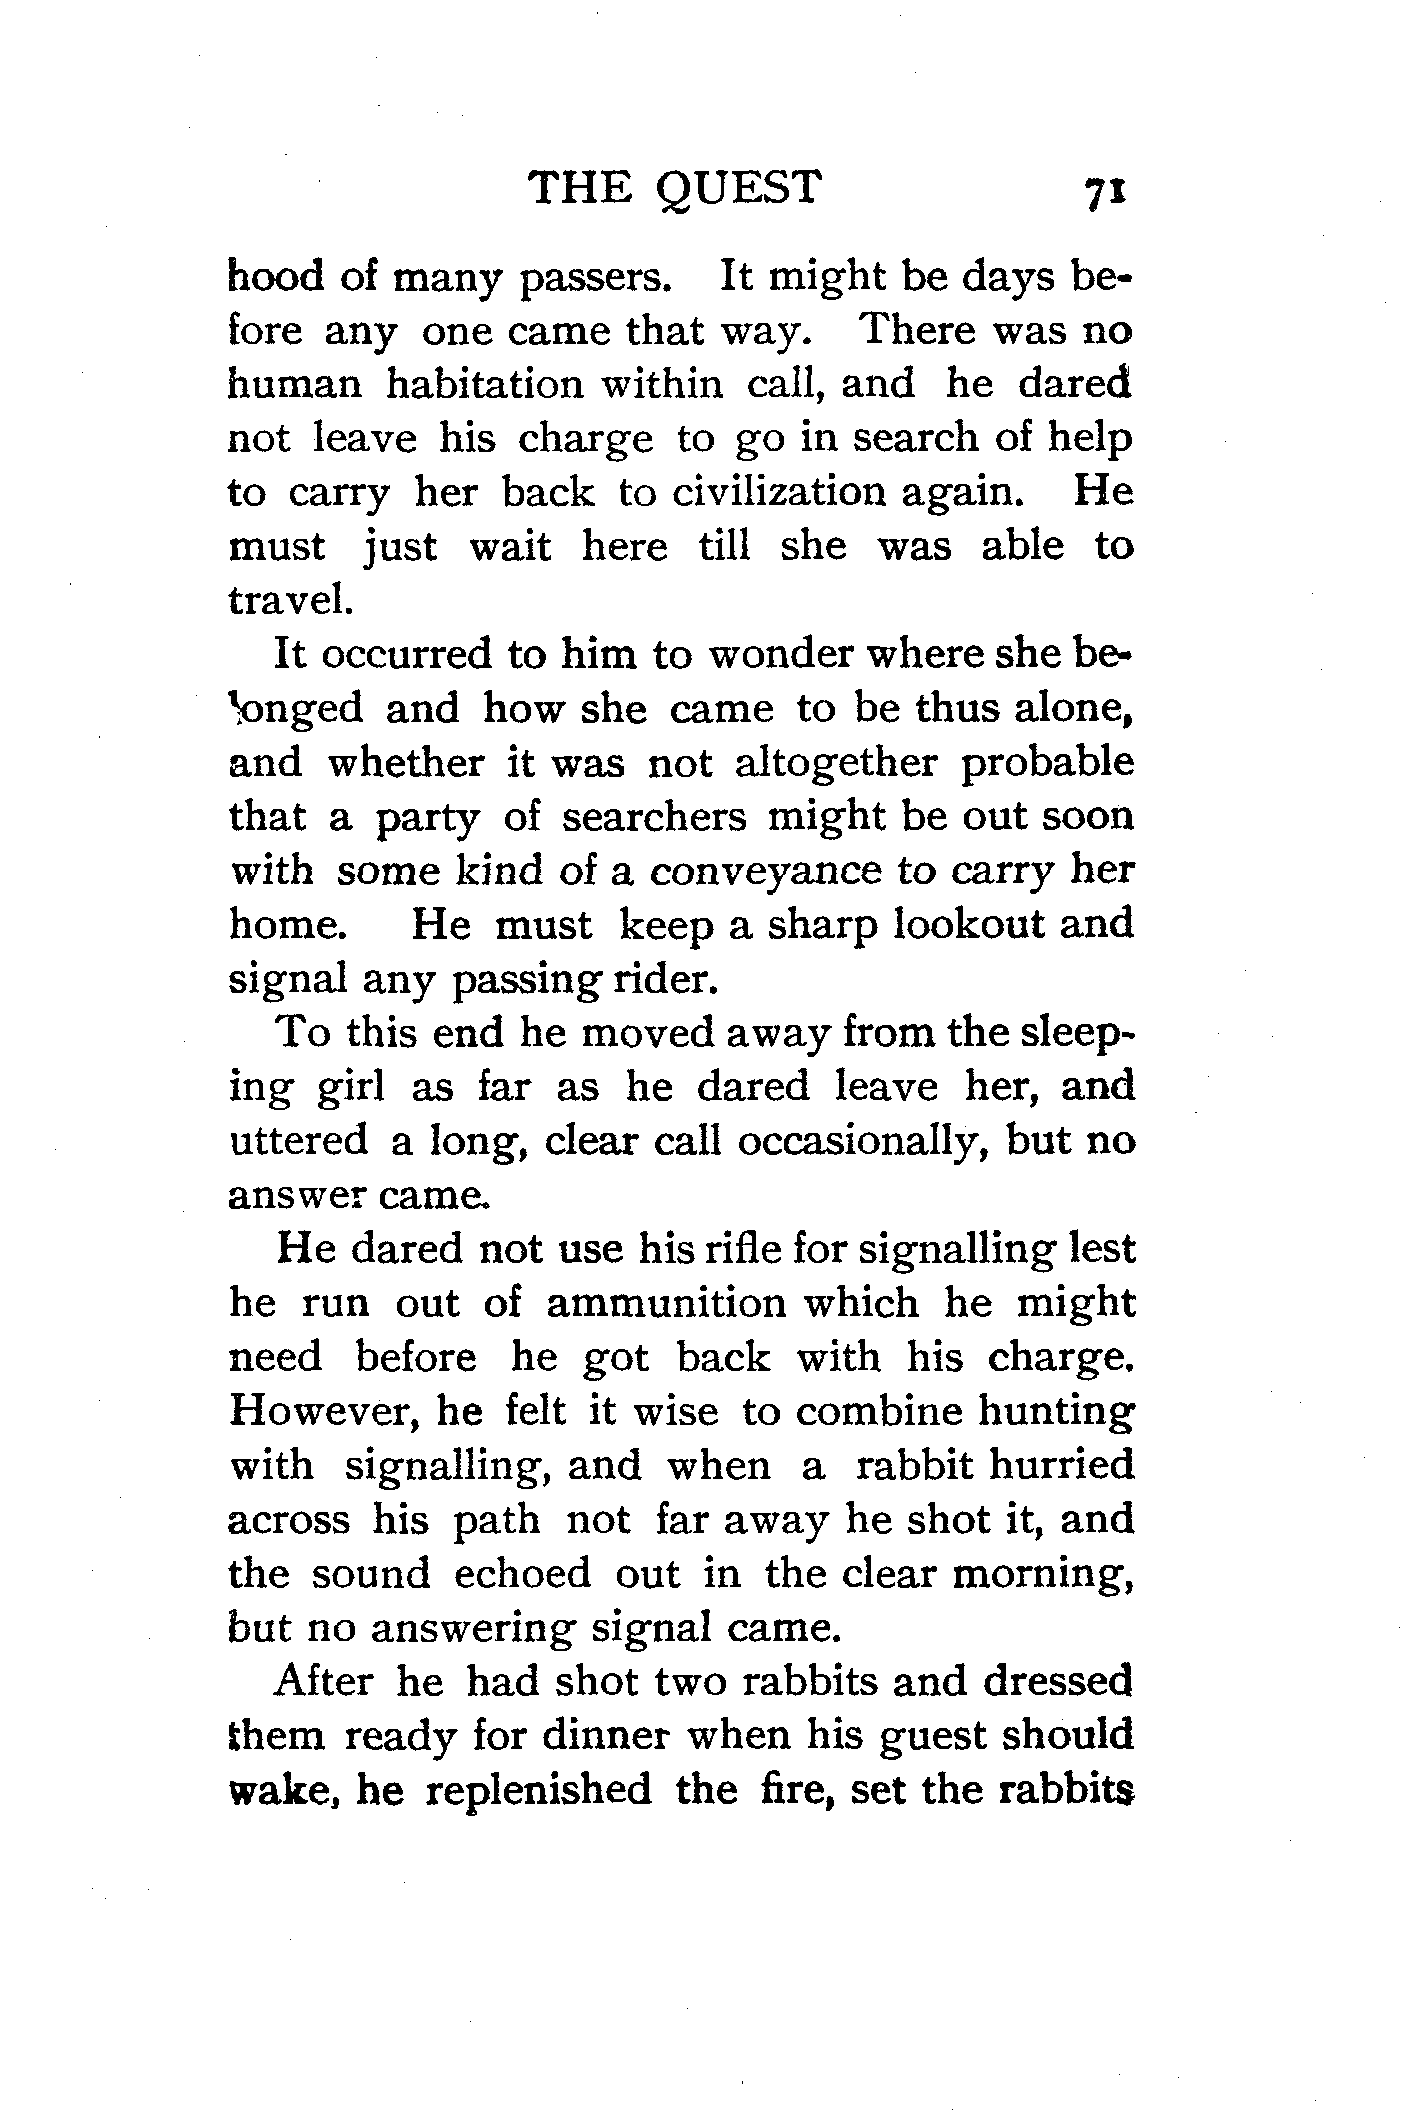 THE QUEST 71
hood of many passers. It might be days be-
fore any one came that way. There was no
human habitation within call, and he dared
not leave his charge to go in search of help
to carry her back to civilization again. He
must just wait here till she was able to
travel.
It occurred to him to wonder where she be-
longed and how she came to be thus alone,
and whether it was not altogether probable
that a party of searchers might be out soon
with some kind of a conveyance to carry her
home. He must keep a sharp lookout and
signal any passing rider.
To this end he moved away from the sleep-
ing girl as far as he dared leave her, and
uttered a long, clear call occasionally, but no
answer came.
He dared not use his rifle for signalling lest
he run out of ammunition which he might
need before he got back with his charge.
However, he felt it wise to combine hunting
with signalling, and when a rabbit hurried
across his path not far away he shot it, and
the sound echoed out in the clear morning,
but no answering signal came.
After he had shot two rabbits and dressed
them ready for dinner when his guest should
wake, he replenished the fire, set the rabbits